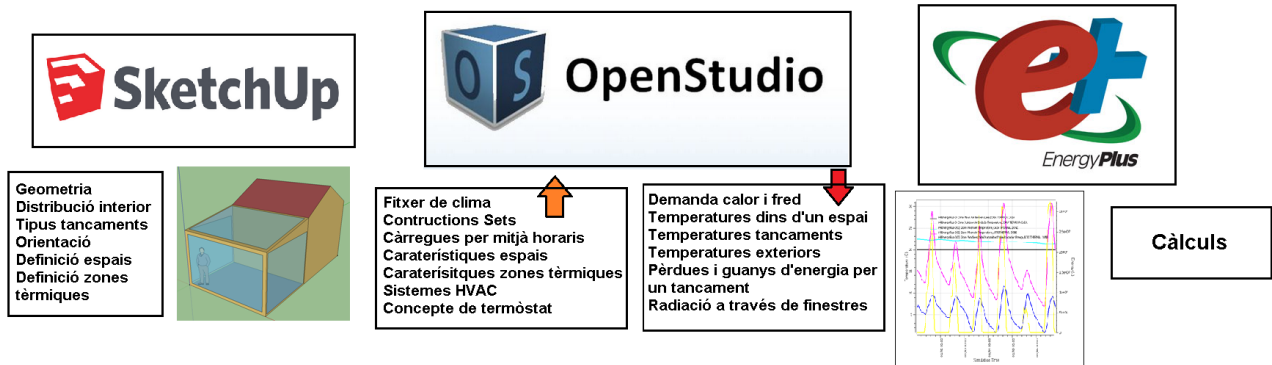 SketchUp
OpenStudio
EnergyPlus
Geometria
Distribució interior
Tipus tancaments
Orientació
Definició espais
Definició zones
tèrmiques
Fitxer de clima
Contructions Sets
Càrregues per mitjà horaris
Caraterístiques espais
Caraterísitques zones tèrmiques
Sistemes HVAC
Concepte de termòstat
Demanda calor i fred
Temperatures dins d'un espai
Temperatures tancaments
Temperatures exteriors
Pèrdues i guanys d'energia per
un tancament
Radiació a través de finestres
Càlculs